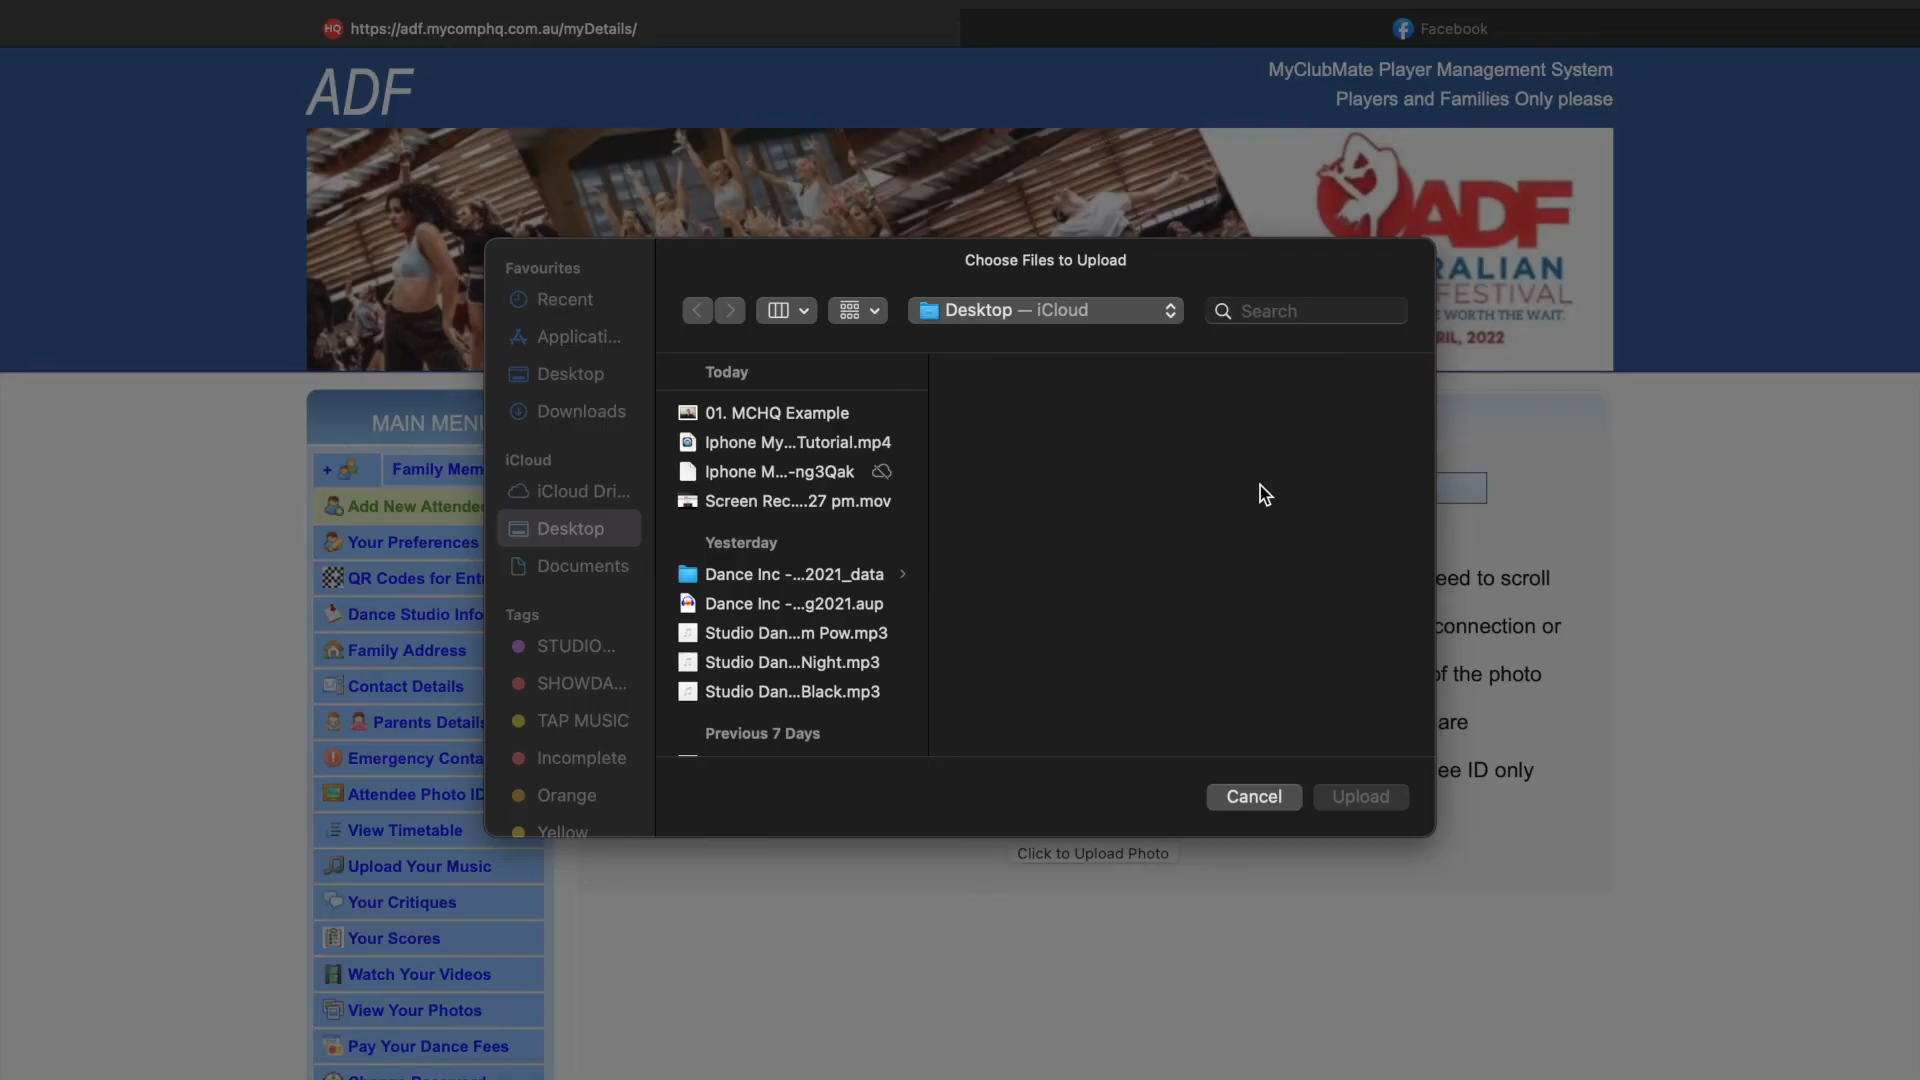 HQ https://adf.mycomphq.com.au/myDetails/
Facebook
ADF
MyClubMate Player Management System
Players and Families Only please
ADF
RALIAN
FESTIVAL
E WORTH THE WAIT.
RIL, 2022
Choose Files to Upload
Favourites
Recent
Applicati...
Desktop
Downloads
iCloud
iCloud Dri...
Desktop
Documents
Tags
STUDIO...
SHOWDA...
TAP MUSIC
Incomplete
Orange
Yellow
Desktop — iCloud
Search
Today
01. MCHQ Example
Iphone My...Tutorial.mp4
Iphone M...-ng3Qak
Screen Rec....27 pm.mov
Yesterday
Dance Inc -...2021_data
Dance Inc -...g2021.aup
Studio Dan...m Pow.mp3
Studio Dan...Night.mp3
Studio Dan...Black.mp3
Previous 7 Days
Cancel
Upload
MAIN MENU
+ Family Mem
Add New Attende
Your Preferences
QR Codes for Ent
Dance Studio Info
Family Address
Contact Details
Parents Details
Emergency Conta
Attendee Photo ID
View Timetable
Upload Your Music
Your Critiques
Your Scores
Watch Your Videos
View Your Photos
Pay Your Dance Fees
eed to scroll
connection or
of the photo
are
ee ID only
Click to Upload Photo